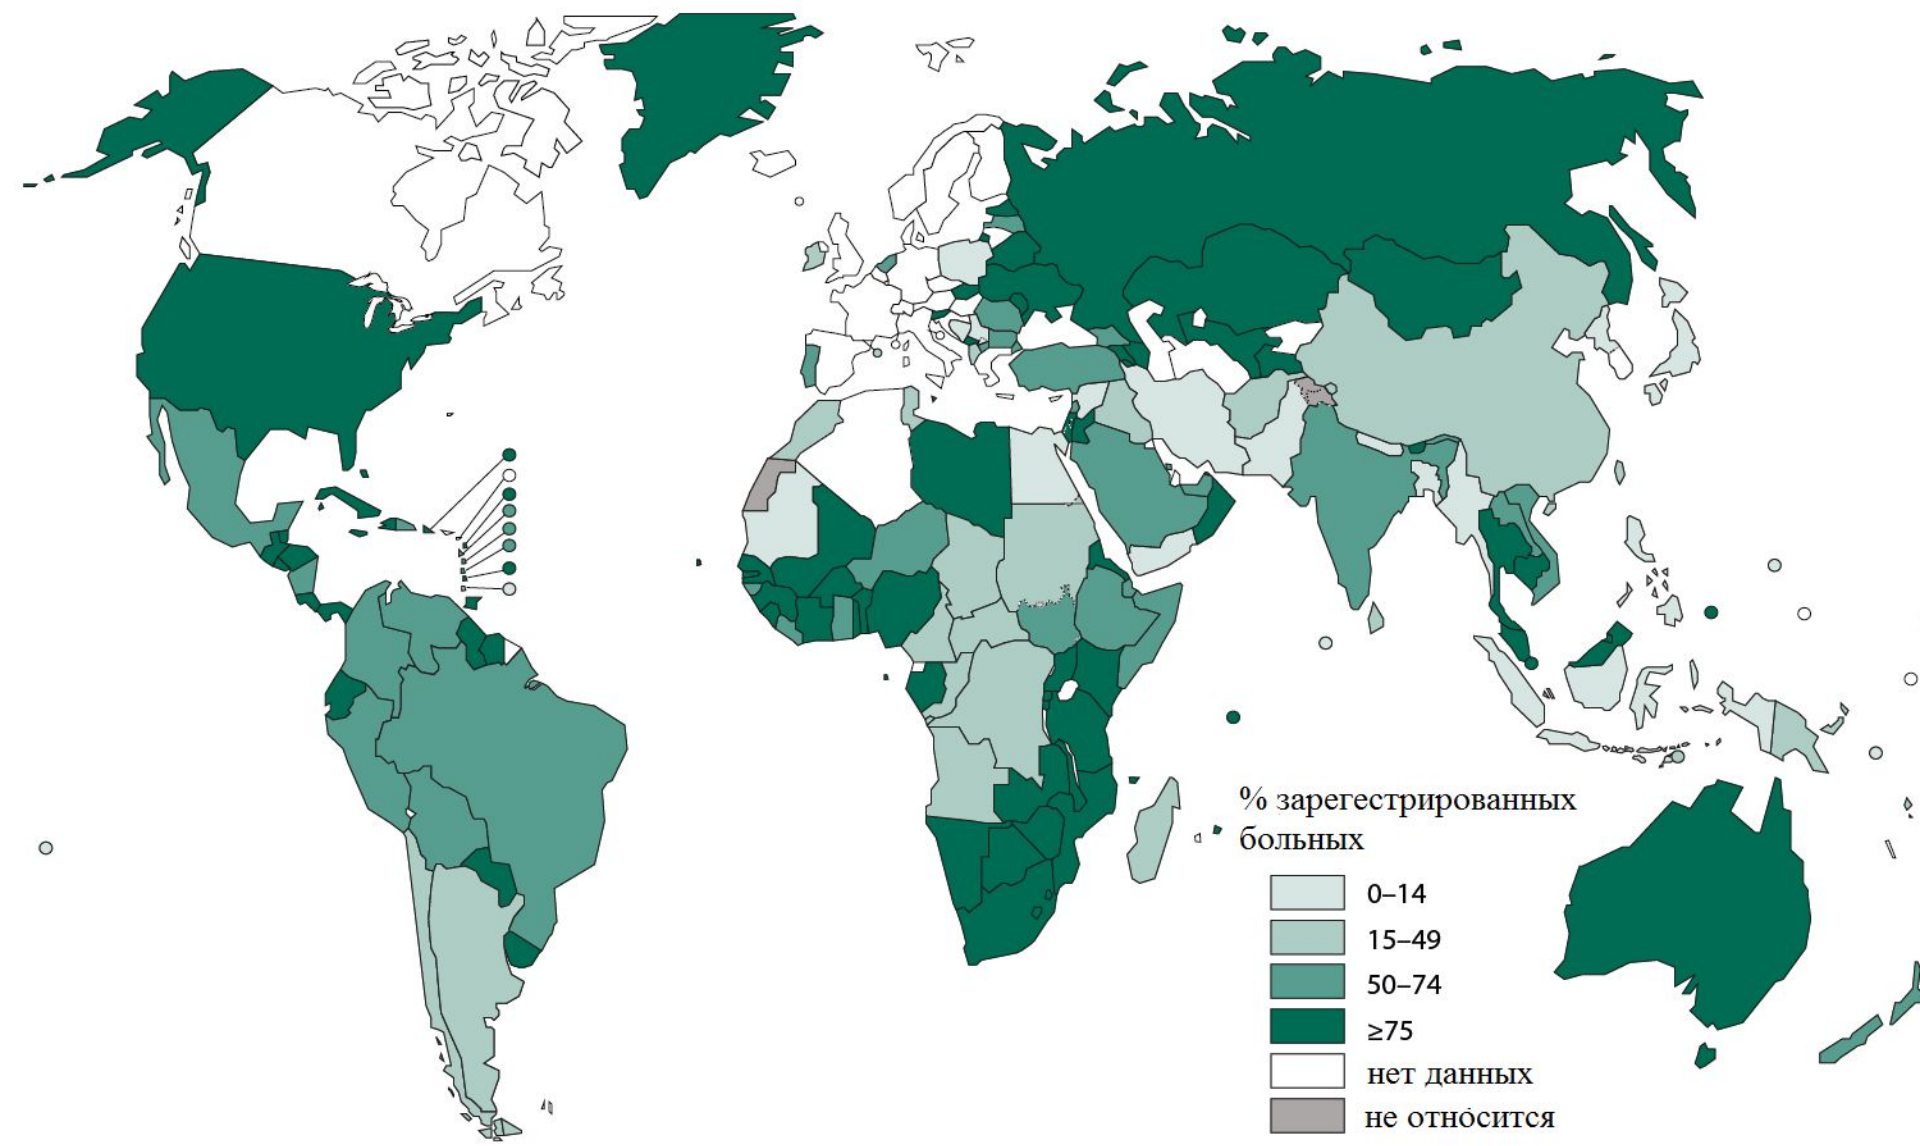 % зарегестрированных
больных
0–14
15–49
50–74
≥75
нет данных
не относится